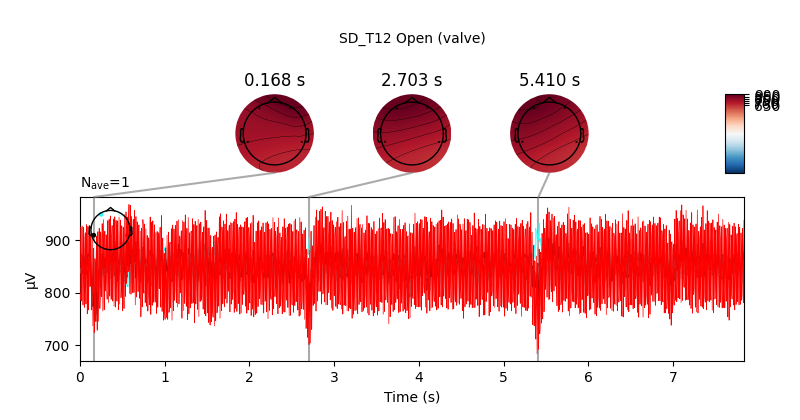 SD_T12 Open (valve)
0.168 s 2.703 s 5.410 s
Nave=1
900
800
700
µV
0 1 2 3 4 5 6 7
Time (s)